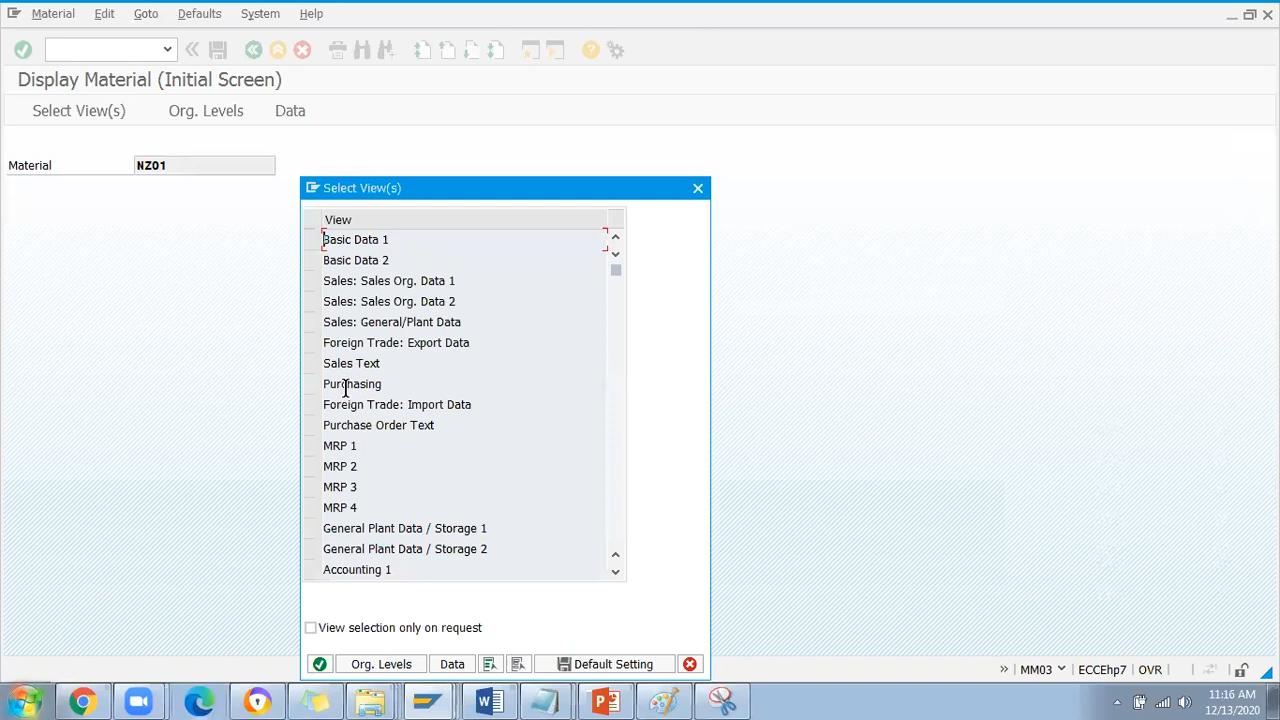 Material Edit Goto Defaults System Help
Display Material (Initial Screen)
Select View(s) Org. Levels Data
Material NZ01
Select View(s)
View
Basic Data 1
Basic Data 2
Sales: Sales Org. Data 1
Sales: Sales Org. Data 2
Sales: General/Plant Data
Foreign Trade: Export Data
Sales Text
Purchasing
Foreign Trade: Import Data
Purchase Order Text
MRP 1
MRP 2
MRP 3
MRP 4
General Plant Data / Storage 1
General Plant Data / Storage 2
Accounting 1
View selection only on request
Org. Levels Data Default Setting
MM03 ECCEhp7 OVR
11:16 AM
12/13/2020